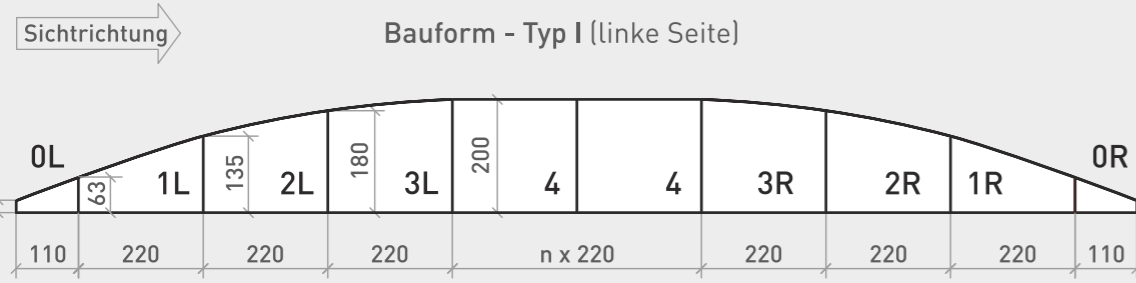 Sichtrichtung
Bauform - Typ I (linke Seite)
0L 63 1L 135 2L 180 3L 200 4 4 3R 2R 1R 0R
110 220 220 220 n x 220 220 220 220 110